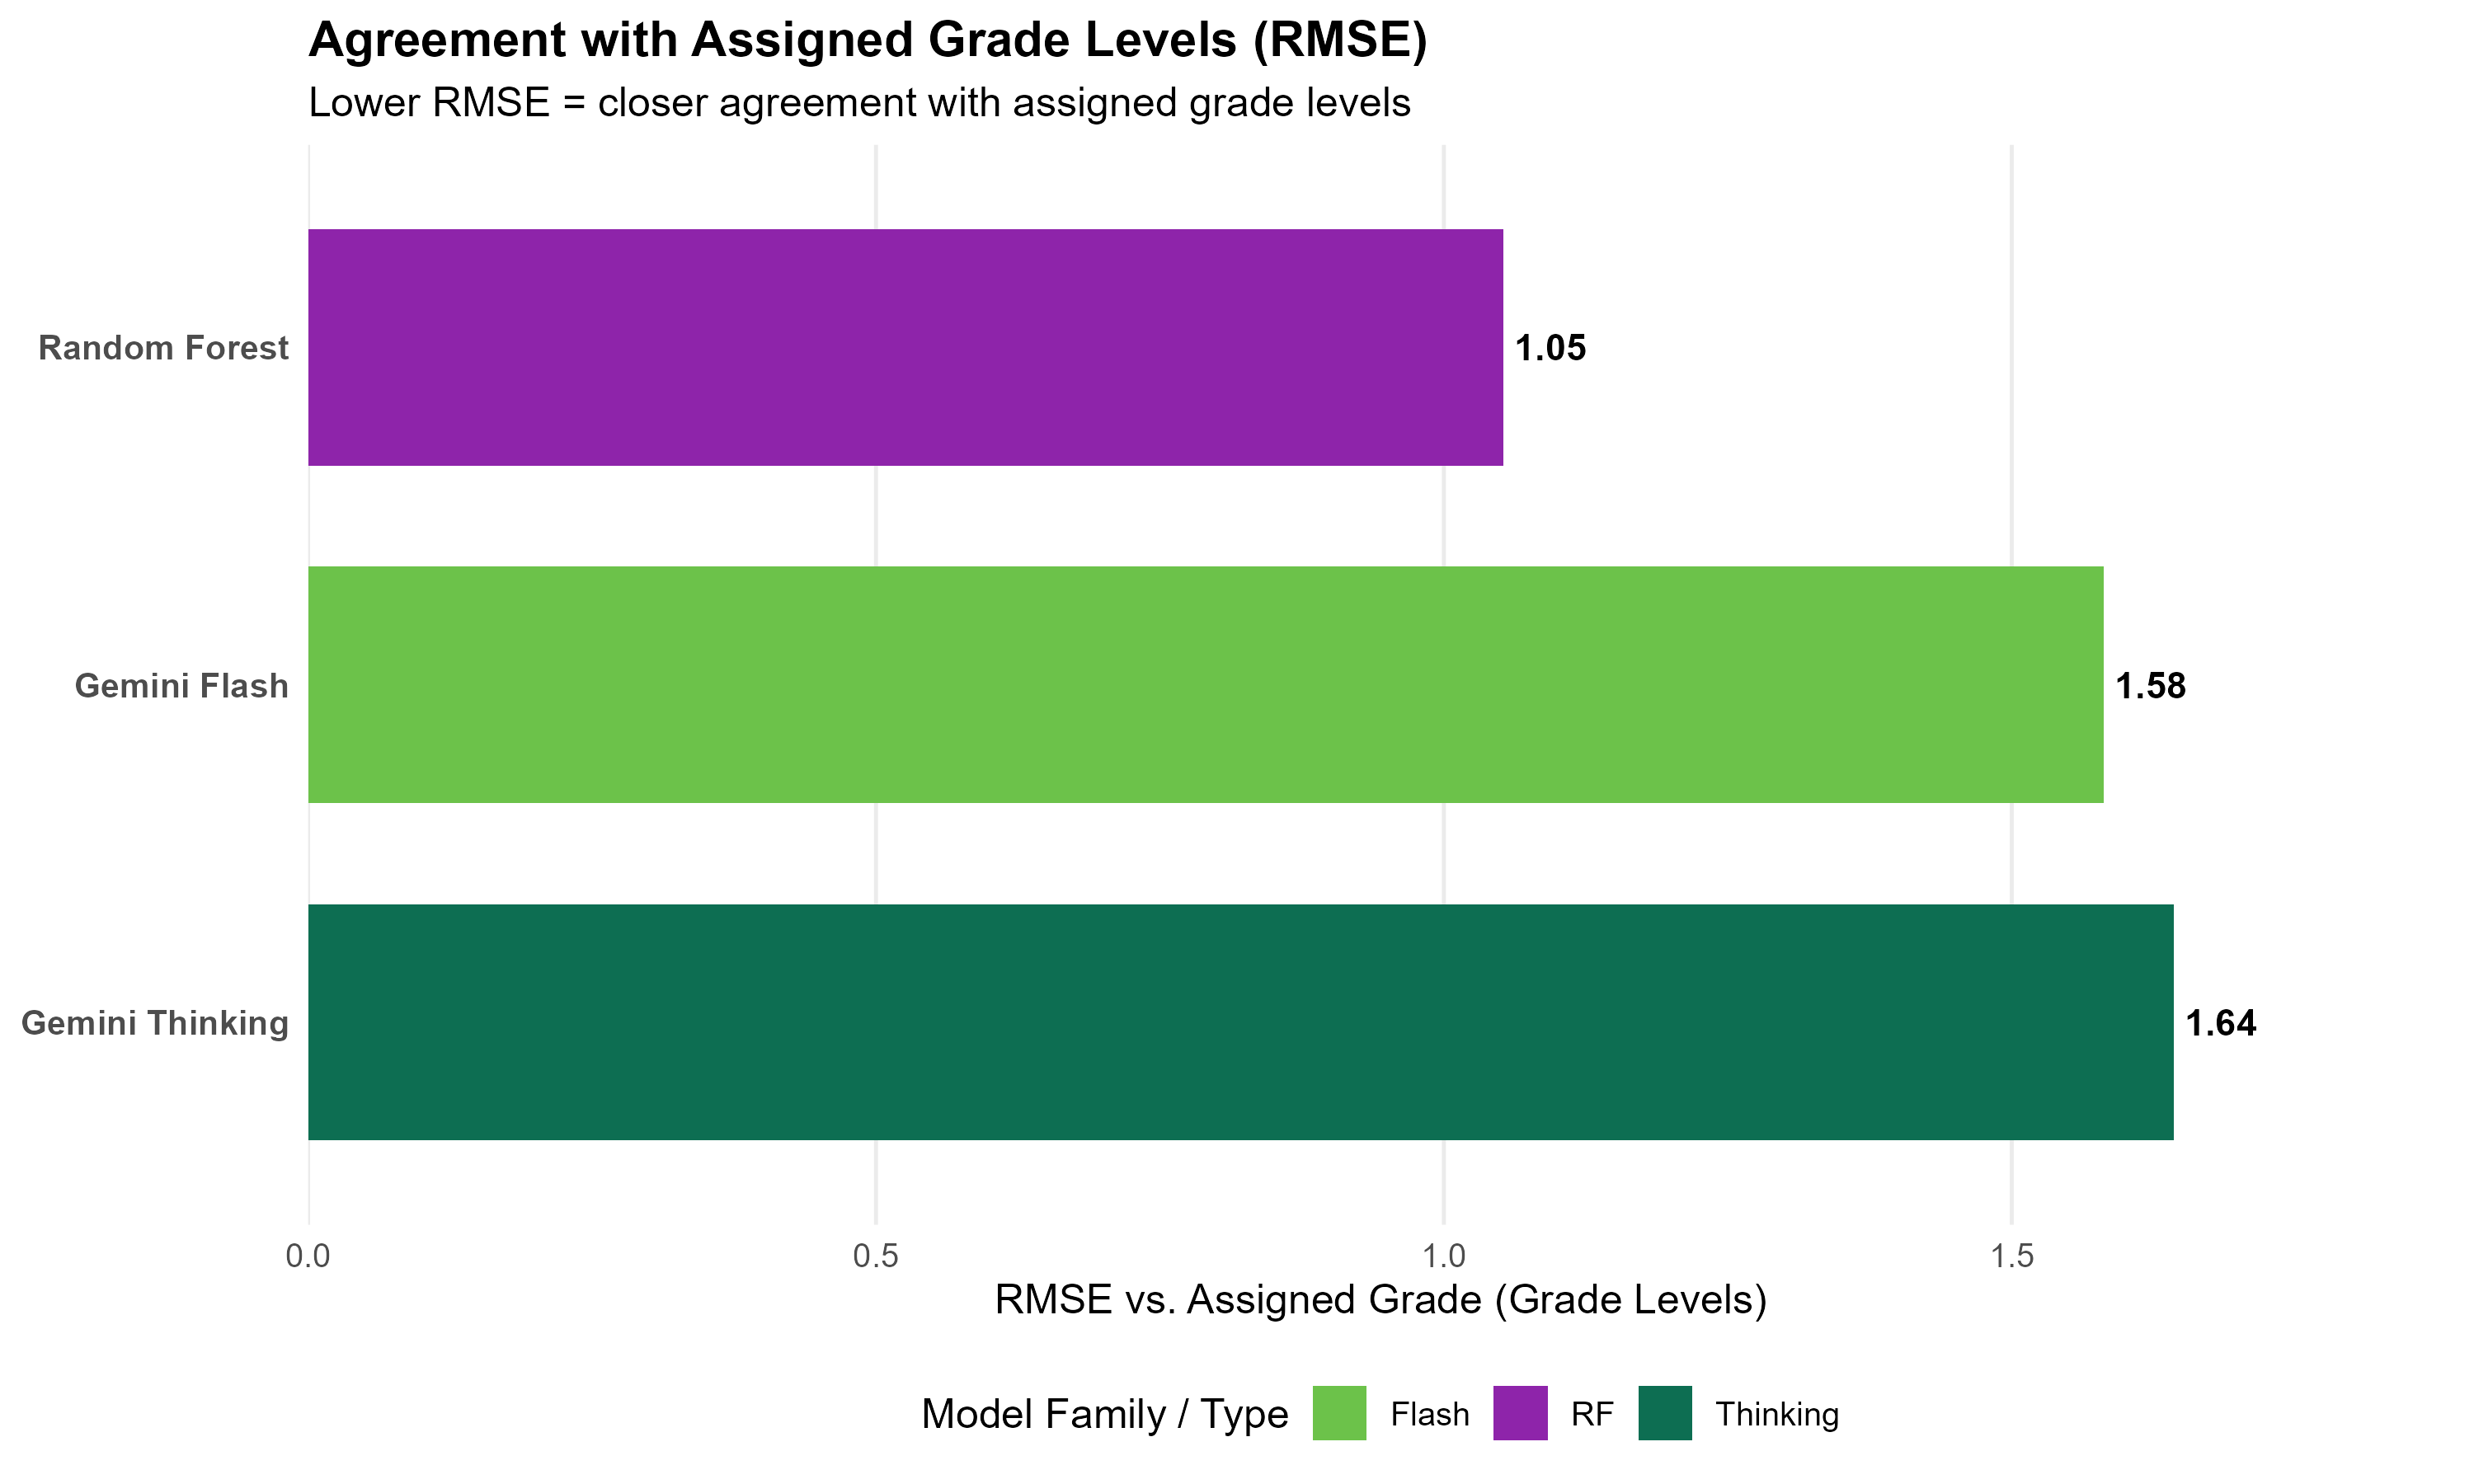 Agreement with Assigned Grade Levels (RMSE)
Lower RMSE = closer agreement with assigned grade levels
Random Forest
1.05
Gemini Flash
1.58
Gemini Thinking
1.64
0.0
0.5
1.0
1.5
RMSE vs. Assigned Grade (Grade Levels)
Model Family / Type
Flash
RF
Thinking